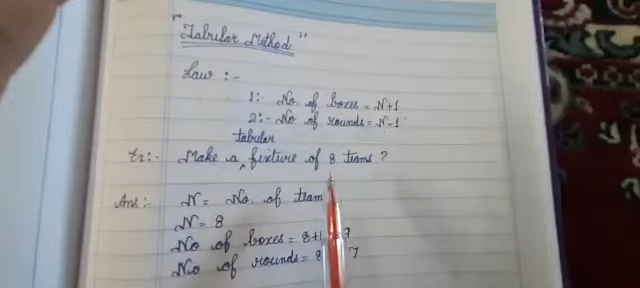 "Tabular Method"
Law :-
1:- No. of boxes = N+1
2:- No of rounds = N-1
tabular
Ex:- Make a ^ fixture of 8 teams ?
Ans:- N = No. of team
N = 8
No of boxes = 8+1
No of rounds = 8 7